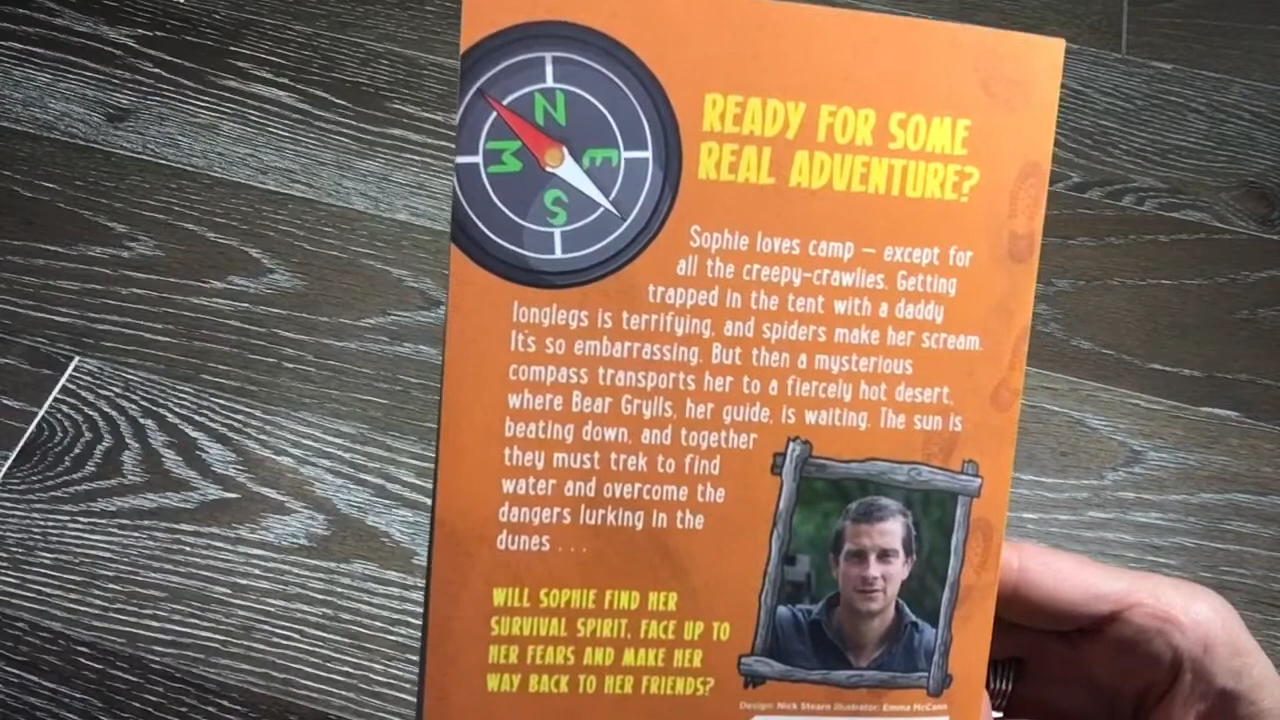 N
W E
S
READY FOR SOME
REAL ADVENTURE?
Sophie loves camp – except for
all the creepy-crawlies. Getting
trapped in the tent with a daddy
longlegs is terrifying, and spiders make her scream.
It's so embarrassing. But then a mysterious
compass transports her to a fiercely hot desert,
where Bear Grylls, her guide, is waiting. The sun is
beating down, and together
they must trek to find
water and overcome the
dangers lurking in the
dunes . . .
WILL SOPHIE FIND HER
SURVIVAL SPIRIT, FACE UP TO
HER FEARS AND MAKE HER
WAY BACK TO HER FRIENDS?
Design: Nick Stearn Illustrator: Emma McCann